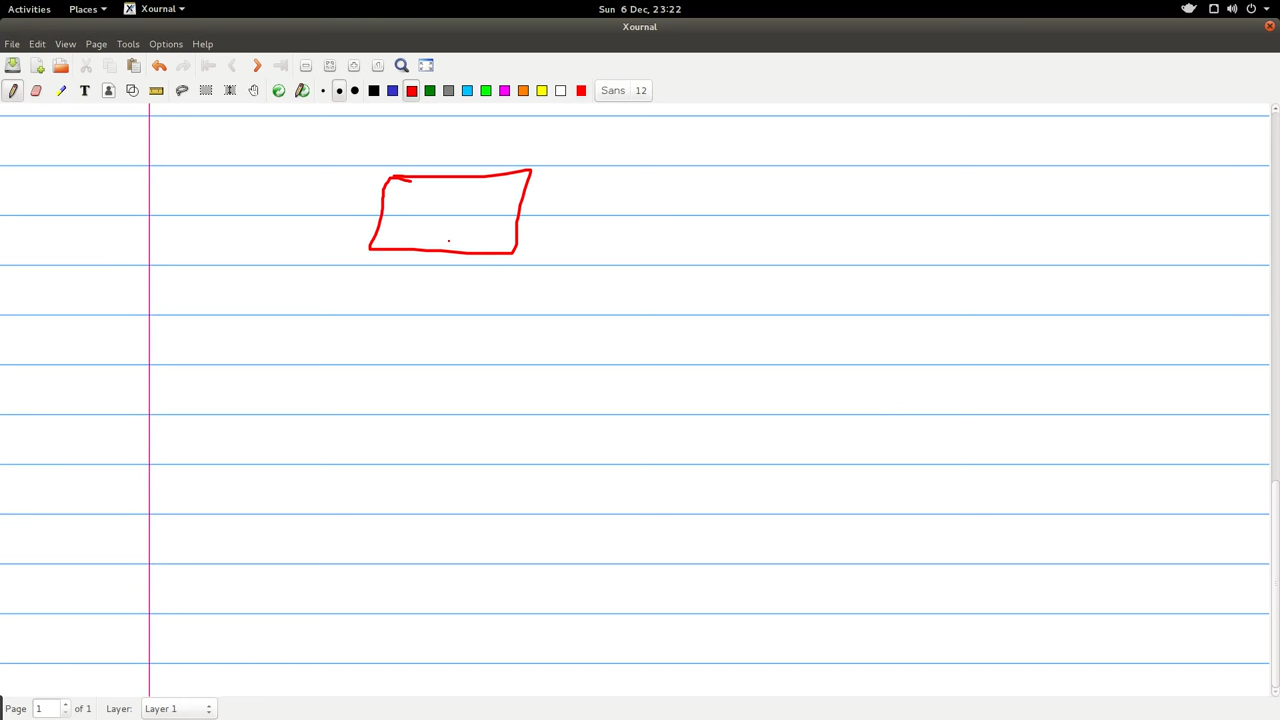 Activities Places Xournal Sun 6 Dec, 23:22
Xournal
File Edit View Page Tools Options Help
T Sans 12
Page 1 of 1 Layer: Layer 1